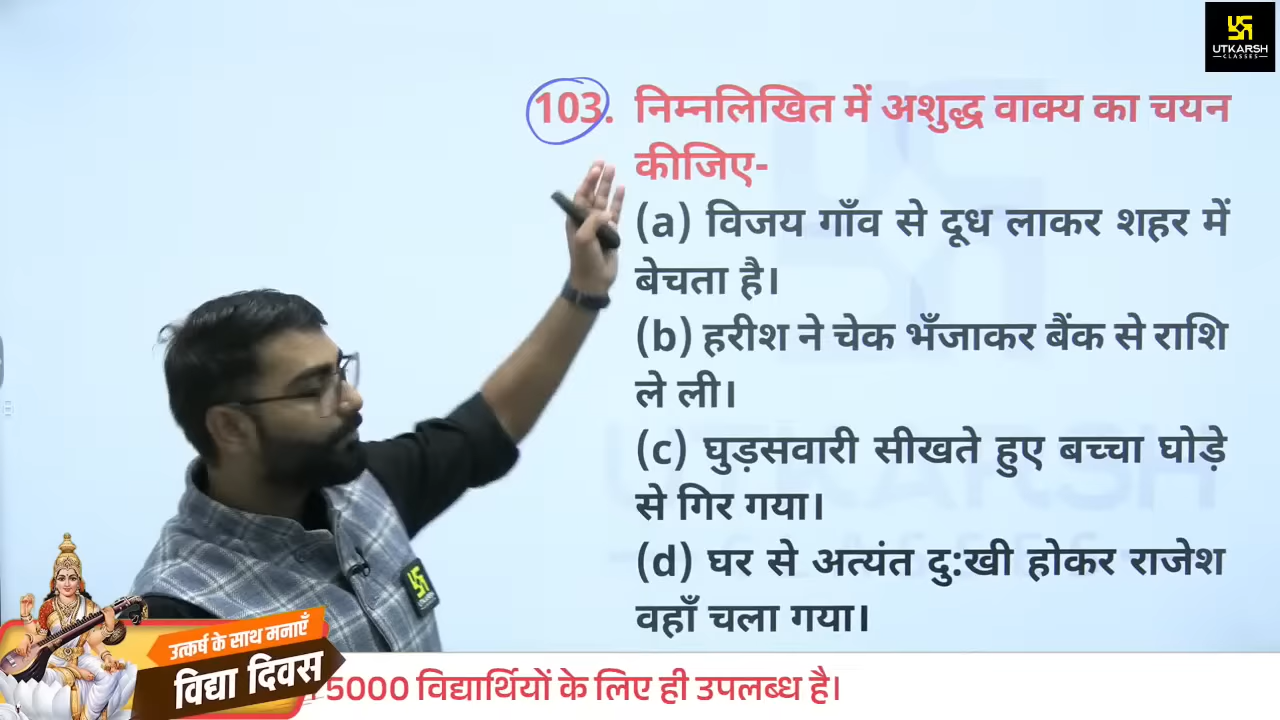 UTKARSH
CLASSES
103. निम्नलिखित में अशुद्ध वाक्य का चयन
कीजिए-
(a) विजय गाँव से दूध लाकर शहर में
बेचता है।
(b) हरीश ने चेक भँजाकर बैंक से राशि
ले ली।
(c) घुड़सवारी सीखते हुए बच्चा घोड़े
से गिर गया।
(d) घर से अत्यंत दु:खी होकर राजेश
वहाँ चला गया।
उत्कर्ष के साथ मनाएँ
विद्या दिवस
5000 विद्यार्थियों के लिए ही उपलब्ध है।